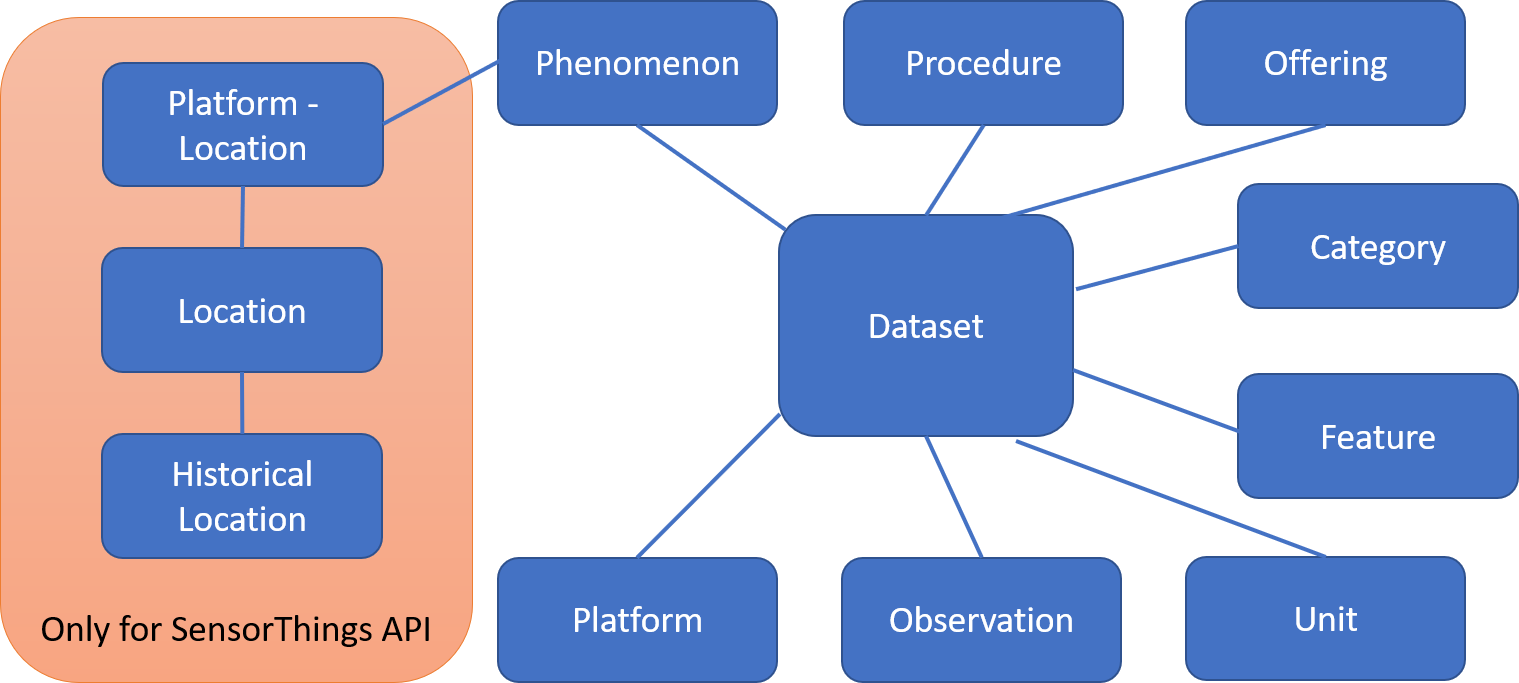 Platform -
Location
Location
Historical
Location
Only for SensorThings API
Phenomenon
Procedure
Offering
Category
Dataset
Feature
Platform
Observation
Unit